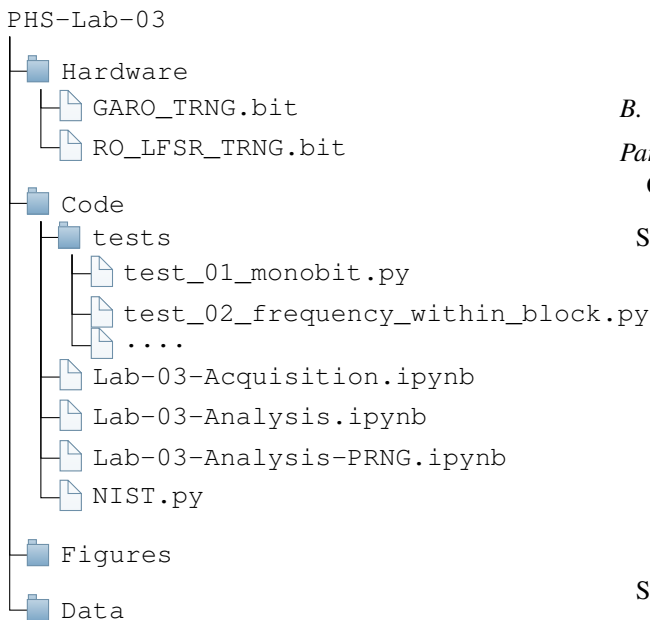 PHS-Lab-03
Hardware
GARO_TRNG.bit
RO_LFSR_TRNG.bit
Code
tests
test_01_monobit.py
test_02_frequency_within_block.py
....
Lab-03-Acquisition.ipynb
Lab-03-Analysis.ipynb
Lab-03-Analysis-PRNG.ipynb
NIST.py
Figures
Data
B.